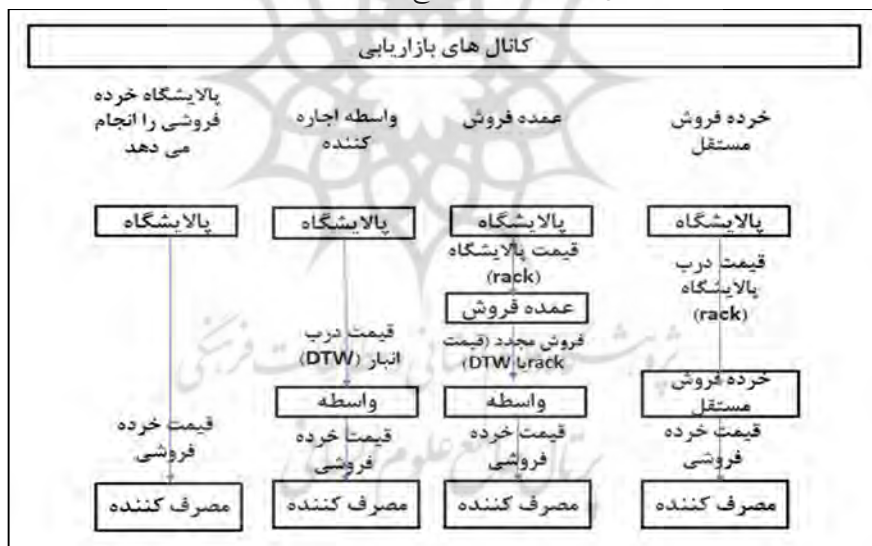 کانال های بازاریابی
خرده فروش
مستقل
عمده فروش
واسطه اجاره
کننده
پالایشگاه خرده
فروشی را انجام
می دهد
پالایشگاه
پالایشگاه
پالایشگاه
پالایشگاه
قیمت درب
پالایشگاه
(rack)
قیمت پالایشگاه
(rack)
عمده فروش
فروش مجدد (قیمت
rackیا DTW)
قیمت درب
انبار (DTW)
خرده فروش
مستقل
واسطه
واسطه
قیمت خرده
فروشی
قیمت خرده
فروشی
قیمت خرده
فروشی
قیمت خرده
فروشی
مصرف کننده
مصرف کننده
مصرف کننده
مصرف کننده